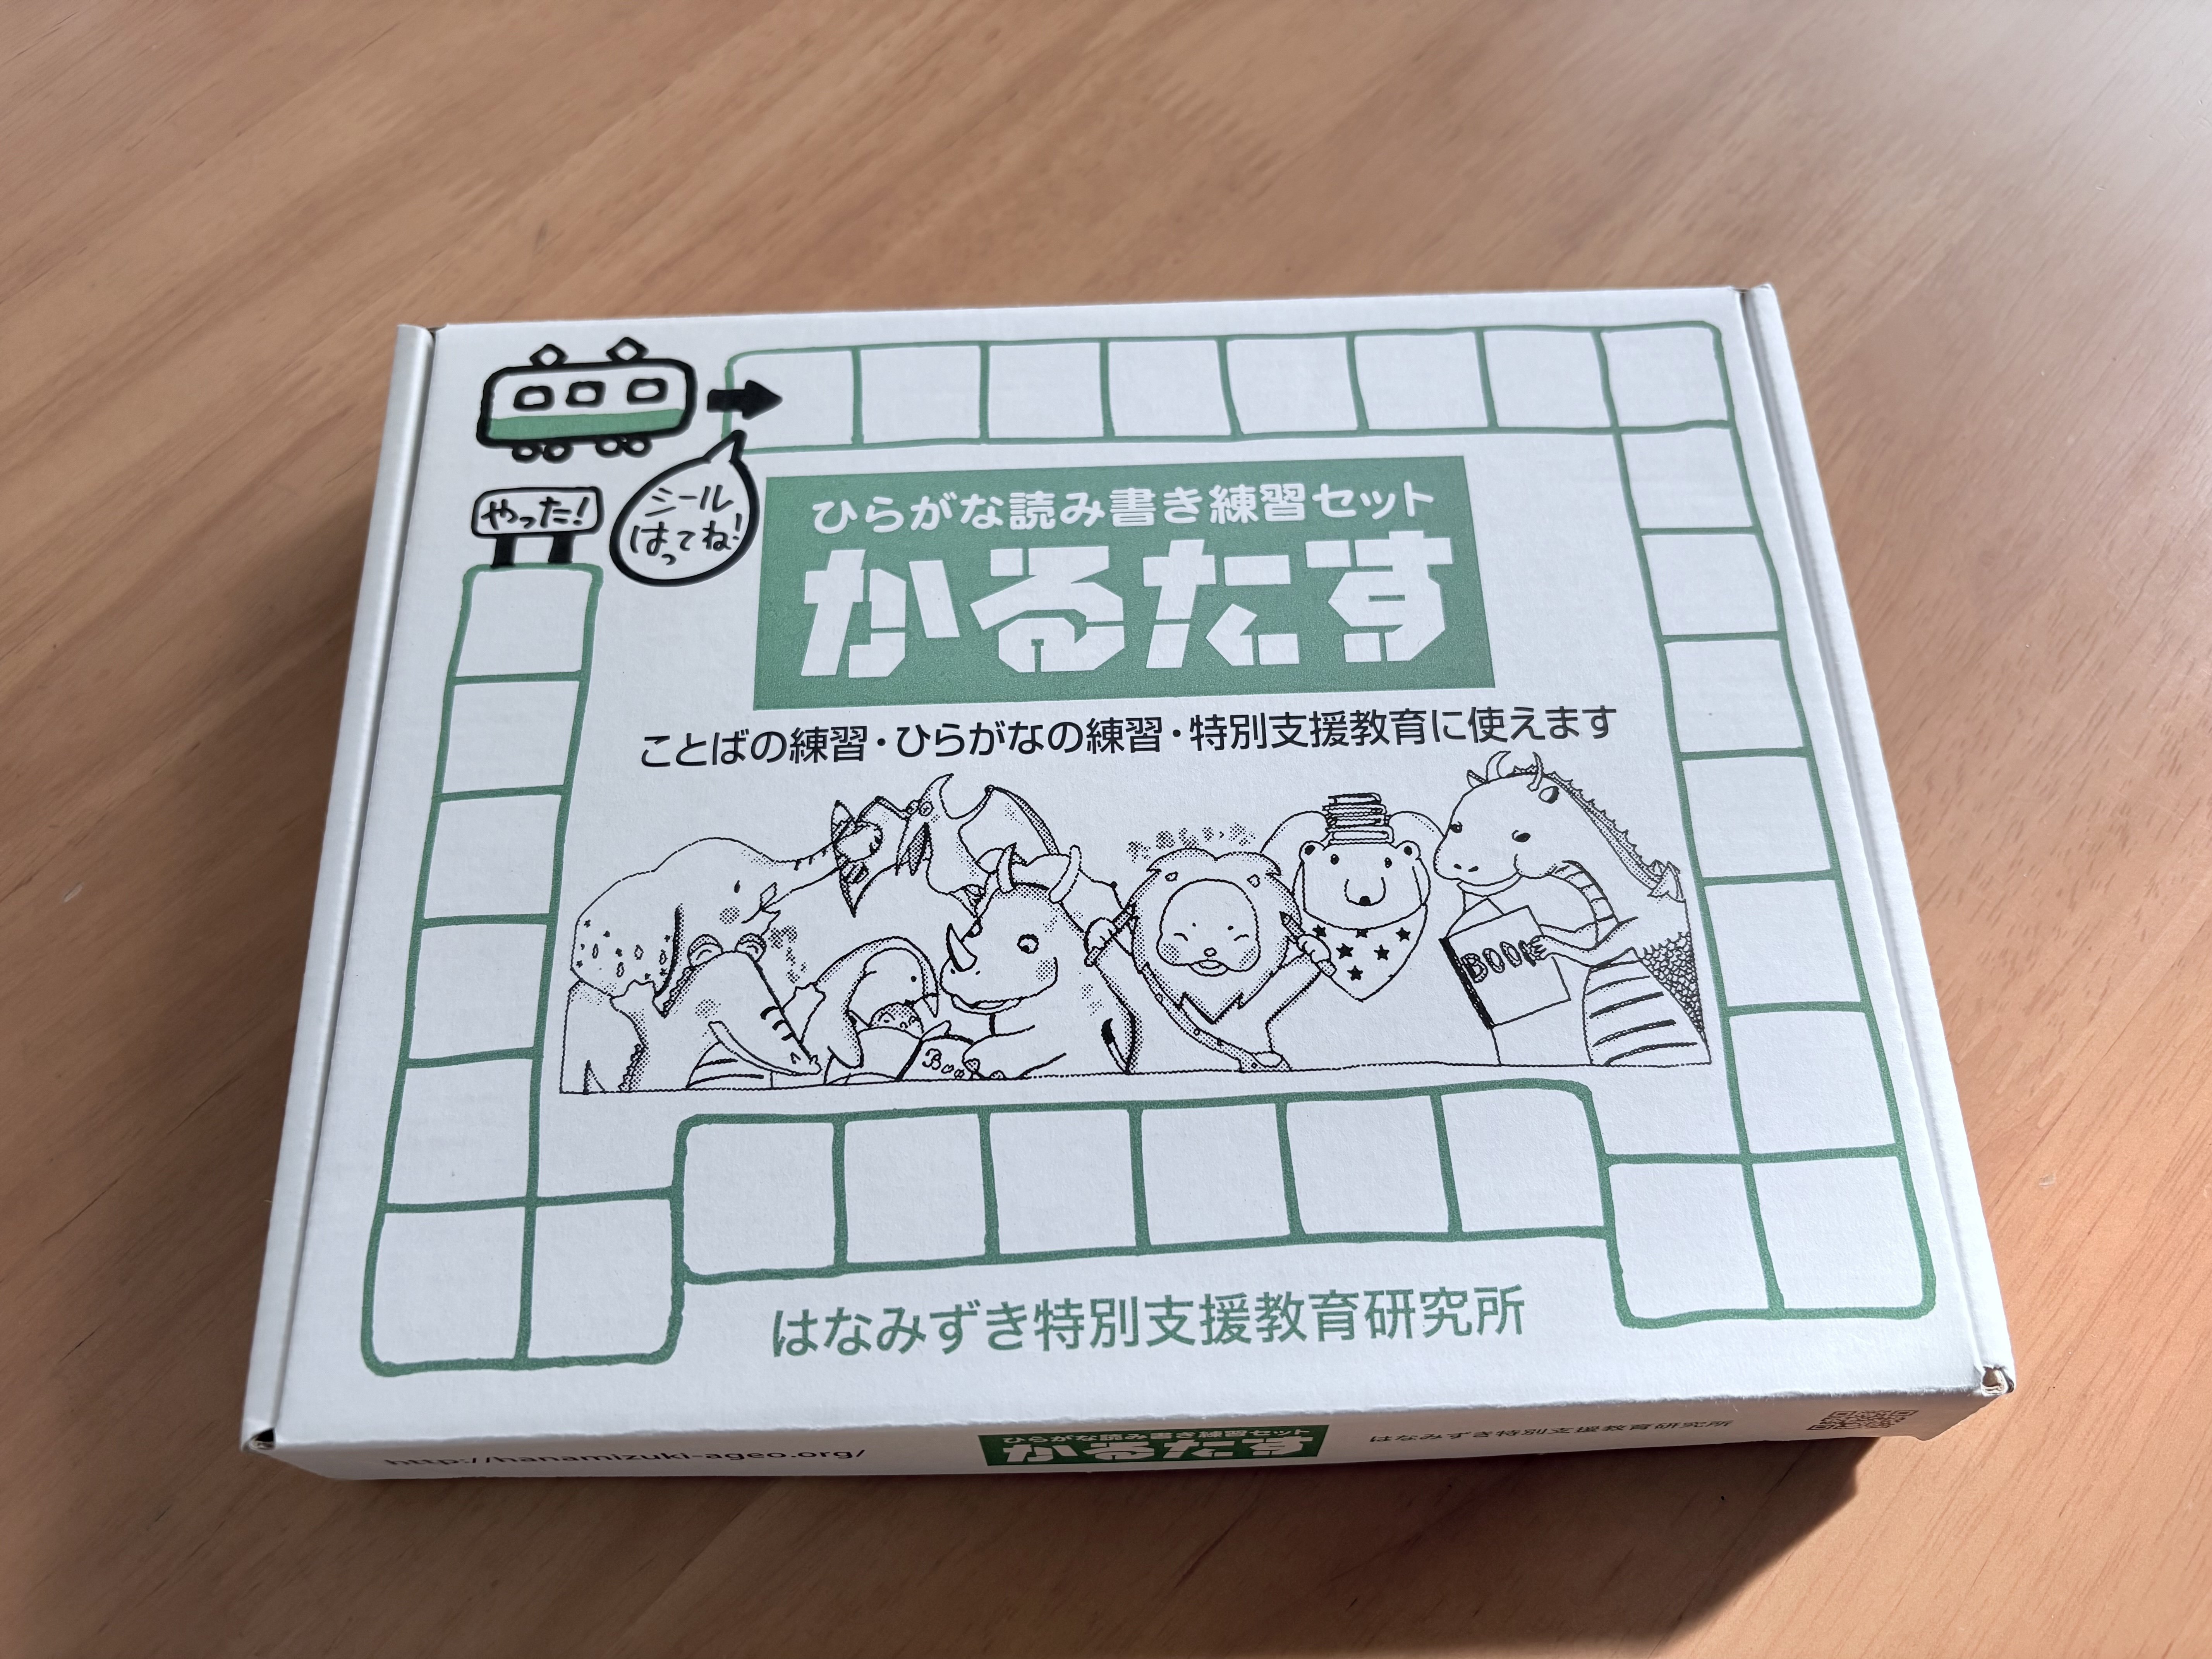 やった!
シール
はってね!
ひらがな読み書き練習セット
かるたす
ことばの練習・ひらがなの練習・特別支援教育に使えます
BOOK
Book
はなみずき特別支援教育研究所
http://hanamizuki-ageo.org/
ひらがな読み書き練習セット
かるたす
はなみずき特別支援教育研究所